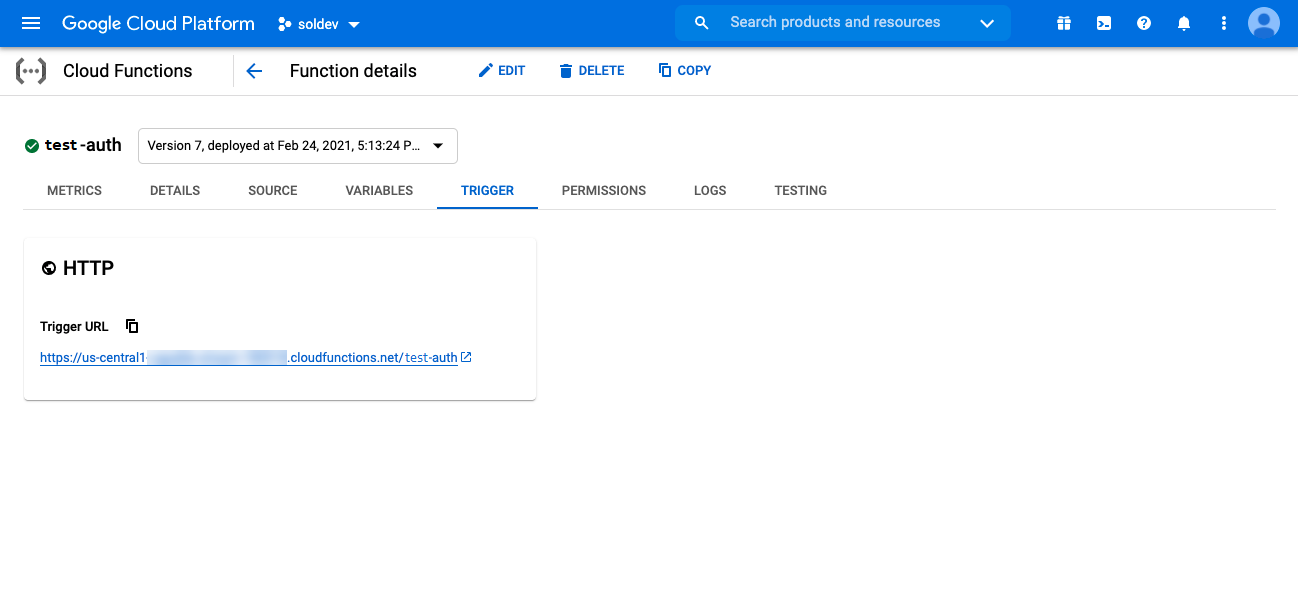 Google Cloud Platform soldev Search products and resources
Cloud Functions Function details EDIT DELETE COPY
test-auth Version 7, deployed at Feb 24, 2021, 5:13:24 P...
METRICS DETAILS SOURCE VARIABLES TRIGGER PERMISSIONS LOGS TESTING
HTTP
Trigger URL
https://us-central1- .cloudfunctions.net/test-auth